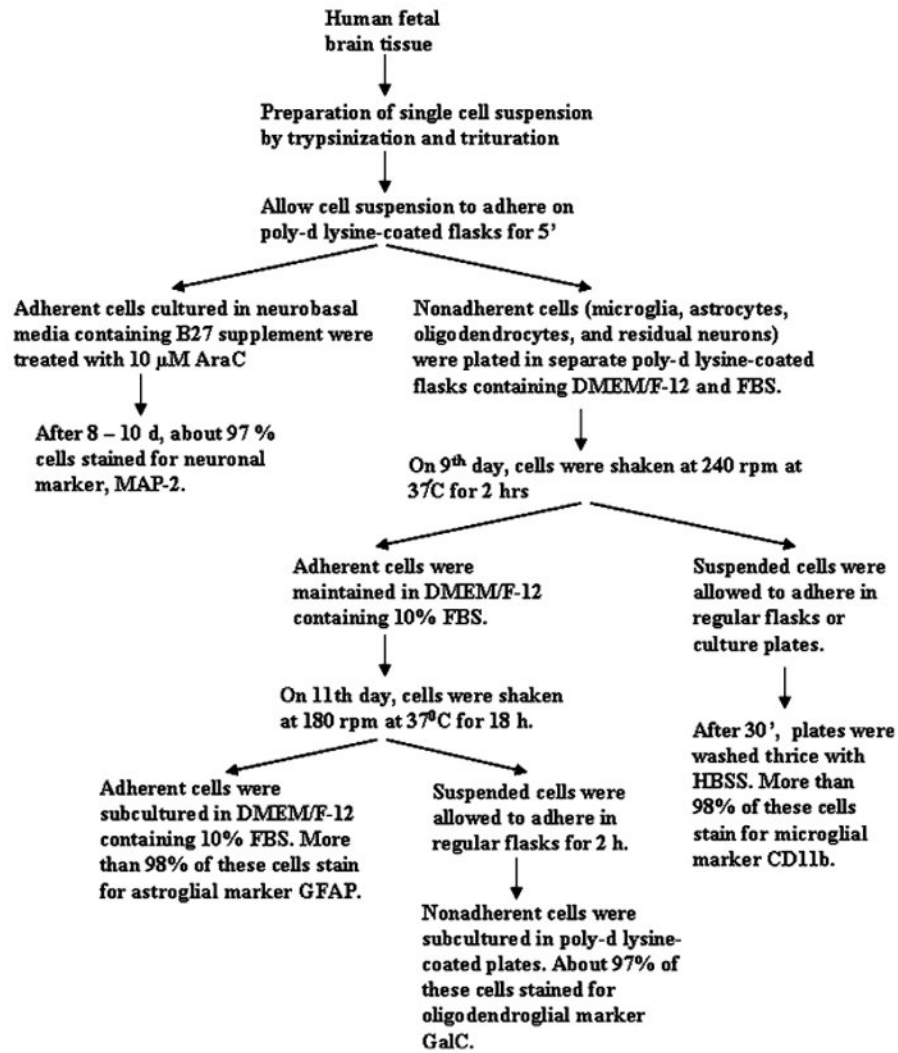 Human fetal
brain tissue
Preparation of single cell suspension
by trypsinization and trituration
Allow cell suspension to adhere on
poly-d lysine-coated flasks for 5’
Adherent cells cultured in neurobasal
media containing B27 supplement were
treated with 10 μM AraC
After 8 – 10 d, about 97 %
cells stained for neuronal
marker, MAP-2.
Nonadherent cells (microglia, astrocytes,
oligodendrocytes, and residual neurons)
were plated in separate poly-d lysine-coated
flasks containing DMEM/F-12 and FBS.
On 9th day, cells were shaken at 240 rpm at
37°C for 2 hrs
Adherent cells were
maintained in DMEM/F-12
containing 10% FBS.
On 11th day, cells were shaken
at 180 rpm at 37⁰C for 18 h.
Adherent cells were
subcultured in DMEM/F-12
containing 10% FBS. More
than 98% of these cells stain
for astroglial marker GFAP.
Suspended cells were
allowed to adhere in
regular flasks for 2 h.
Nonadherent cells were
subcultured in poly-d lysine-
coated plates. About 97% of
these cells stained for
oligodendroglial marker
GalC.
Suspended cells were
allowed to adhere in
regular flasks or
culture plates.
After 30’, plates were
washed thrice with
HBSS. More than
98% of these cells
stain for microglial
marker CD11b.